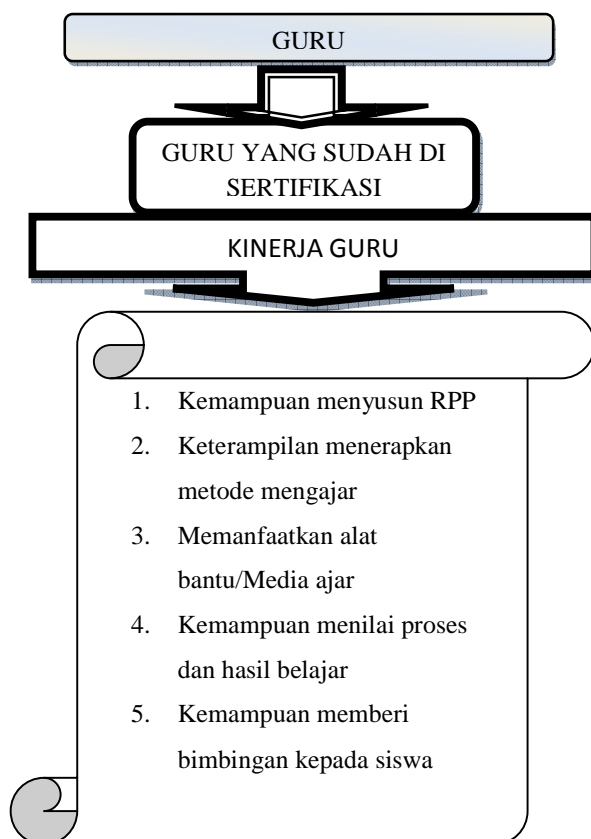 GURU
GURU YANG SUDAH DI
SERTIFIKASI
KINERJA GURU
1. Kemampuan menyusun RPP
2. Keterampilan menerapkan
metode mengajar
3. Memanfaatkan alat
bantu/Media ajar
4. Kemampuan menilai proses
dan hasil belajar
5. Kemampuan memberi
bimbingan kepada siswa